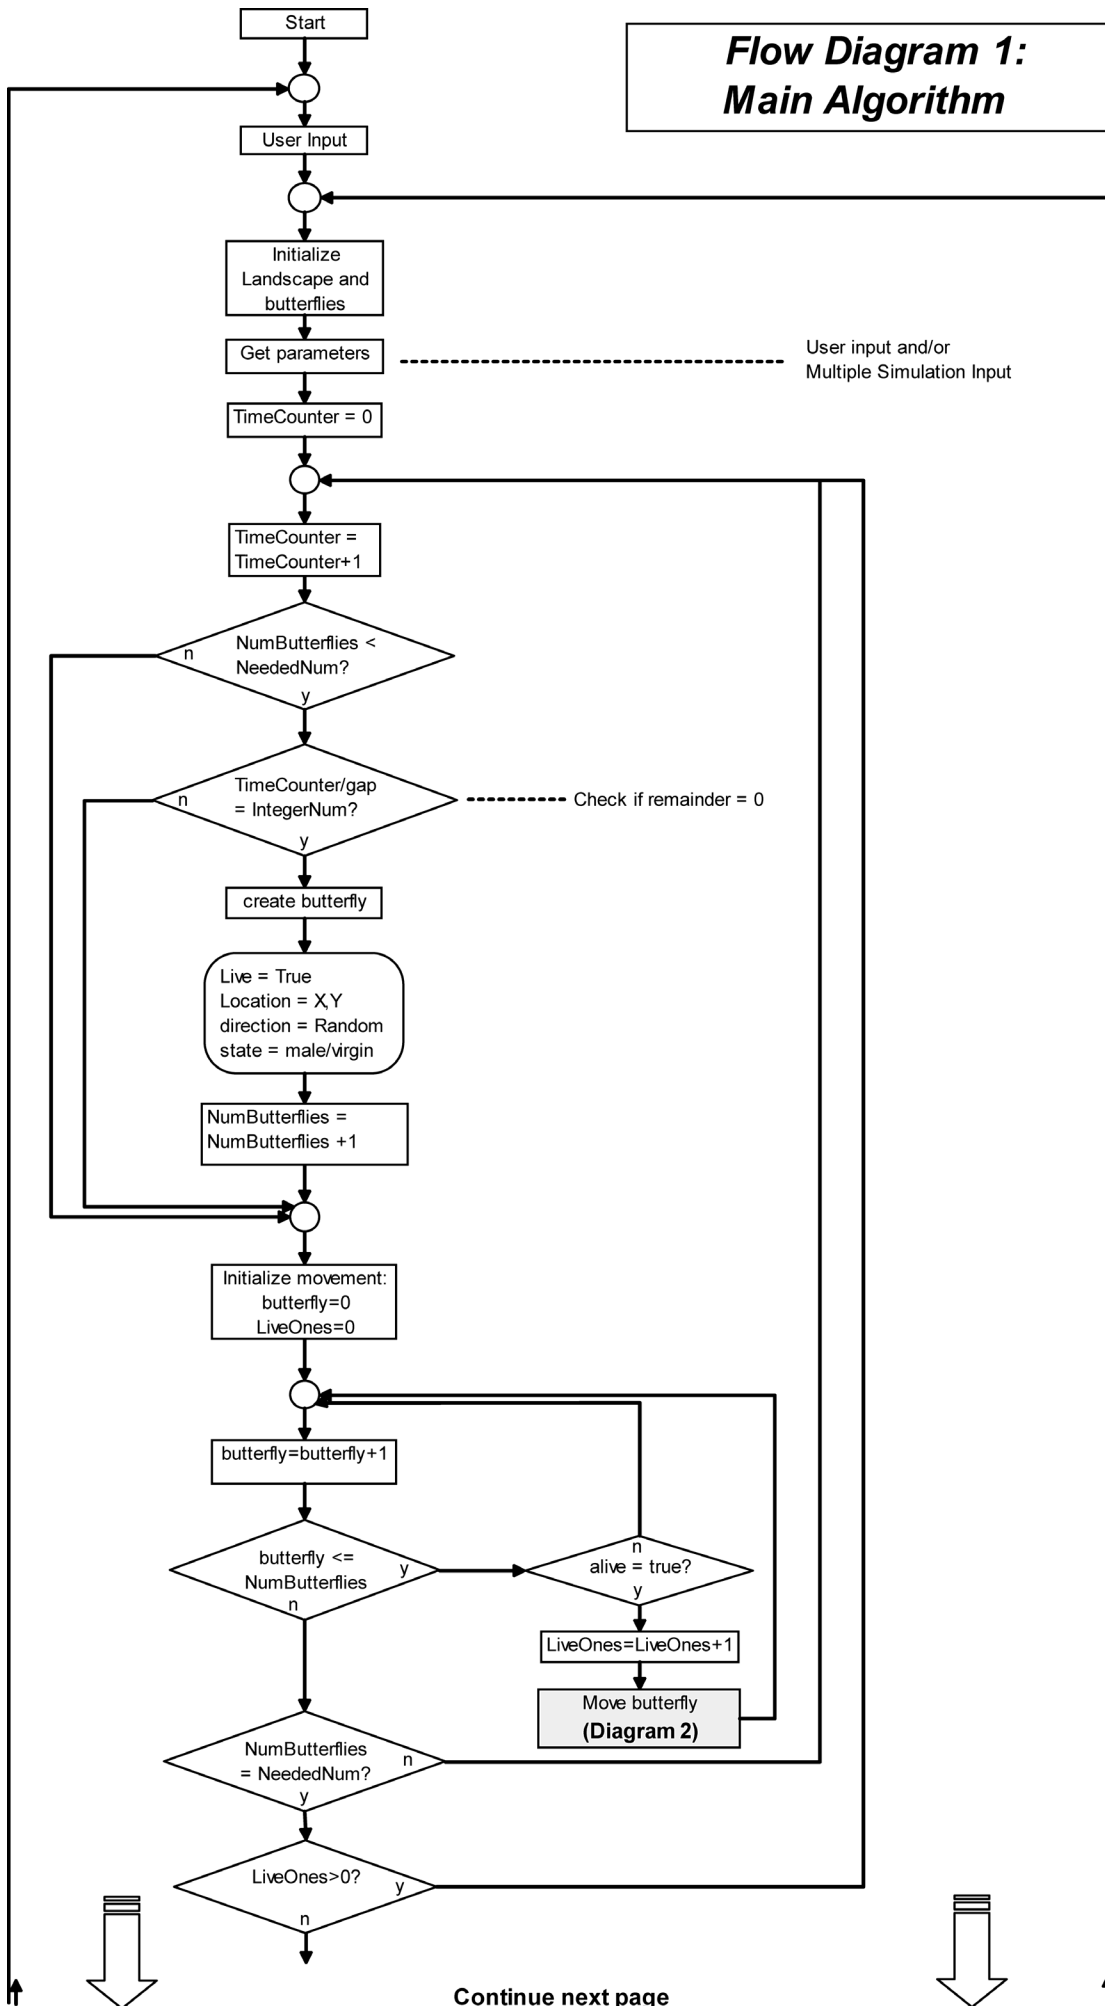 Start
Flow Diagram 1:
Main Algorithm
User Input
Initialize
Landscape and
butterflies
Get parameters
User input and/or
Multiple Simulation Input
TimeCounter = 0
TimeCounter =
TimeCounter+1
NumButterflies <
NeededNum?
n
y
TimeCounter/gap
= IntegerNum?
n
y
Check if remainder = 0
create butterfly
Live = True
Location = X,Y
direction = Random
state = male/virgin
NumButterflies =
NumButterflies +1
Initialize movement:
butterfly=0
LiveOnes=0
butterfly=butterfly+1
butterfly <=
NumButterflies
y
n
n
alive = true?
y
LiveOnes=LiveOnes+1
Move butterfly
(Diagram 2)
NumButterflies
= NeededNum?
n
y
LiveOnes>0?
y
n
Continue next page